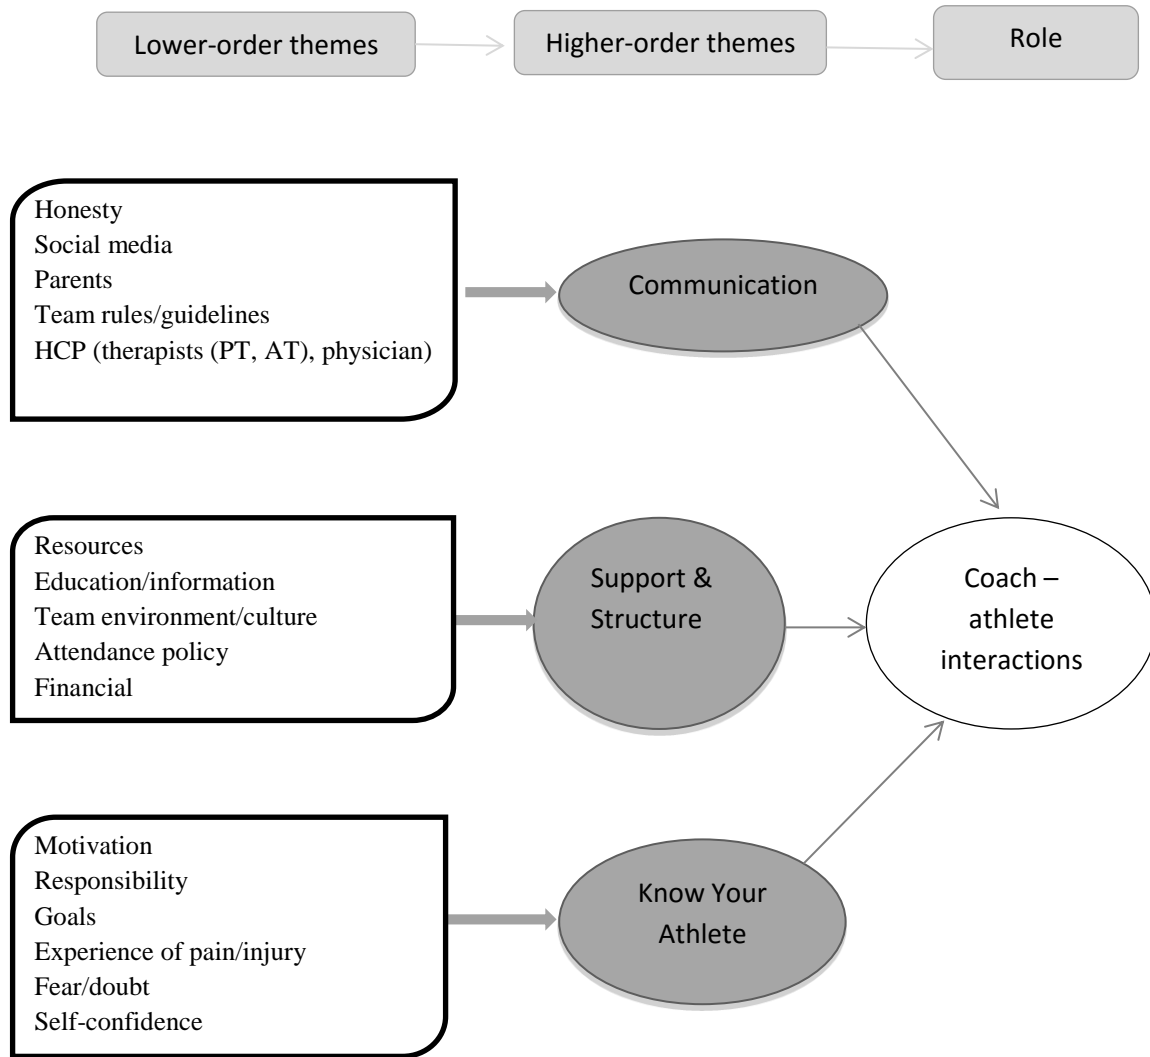 Lower-order themes
Higher-order themes
Role
Honesty
Social media
Parents
Team rules/guidelines
HCP (therapists (PT, AT), physician)
Communication
Resources
Education/information
Team environment/culture
Attendance policy
Financial
Support &
Structure
Coach –
athlete
interactions
Motivation
Responsibility
Goals
Experience of pain/injury
Fear/doubt
Self-confidence
Know Your
Athlete